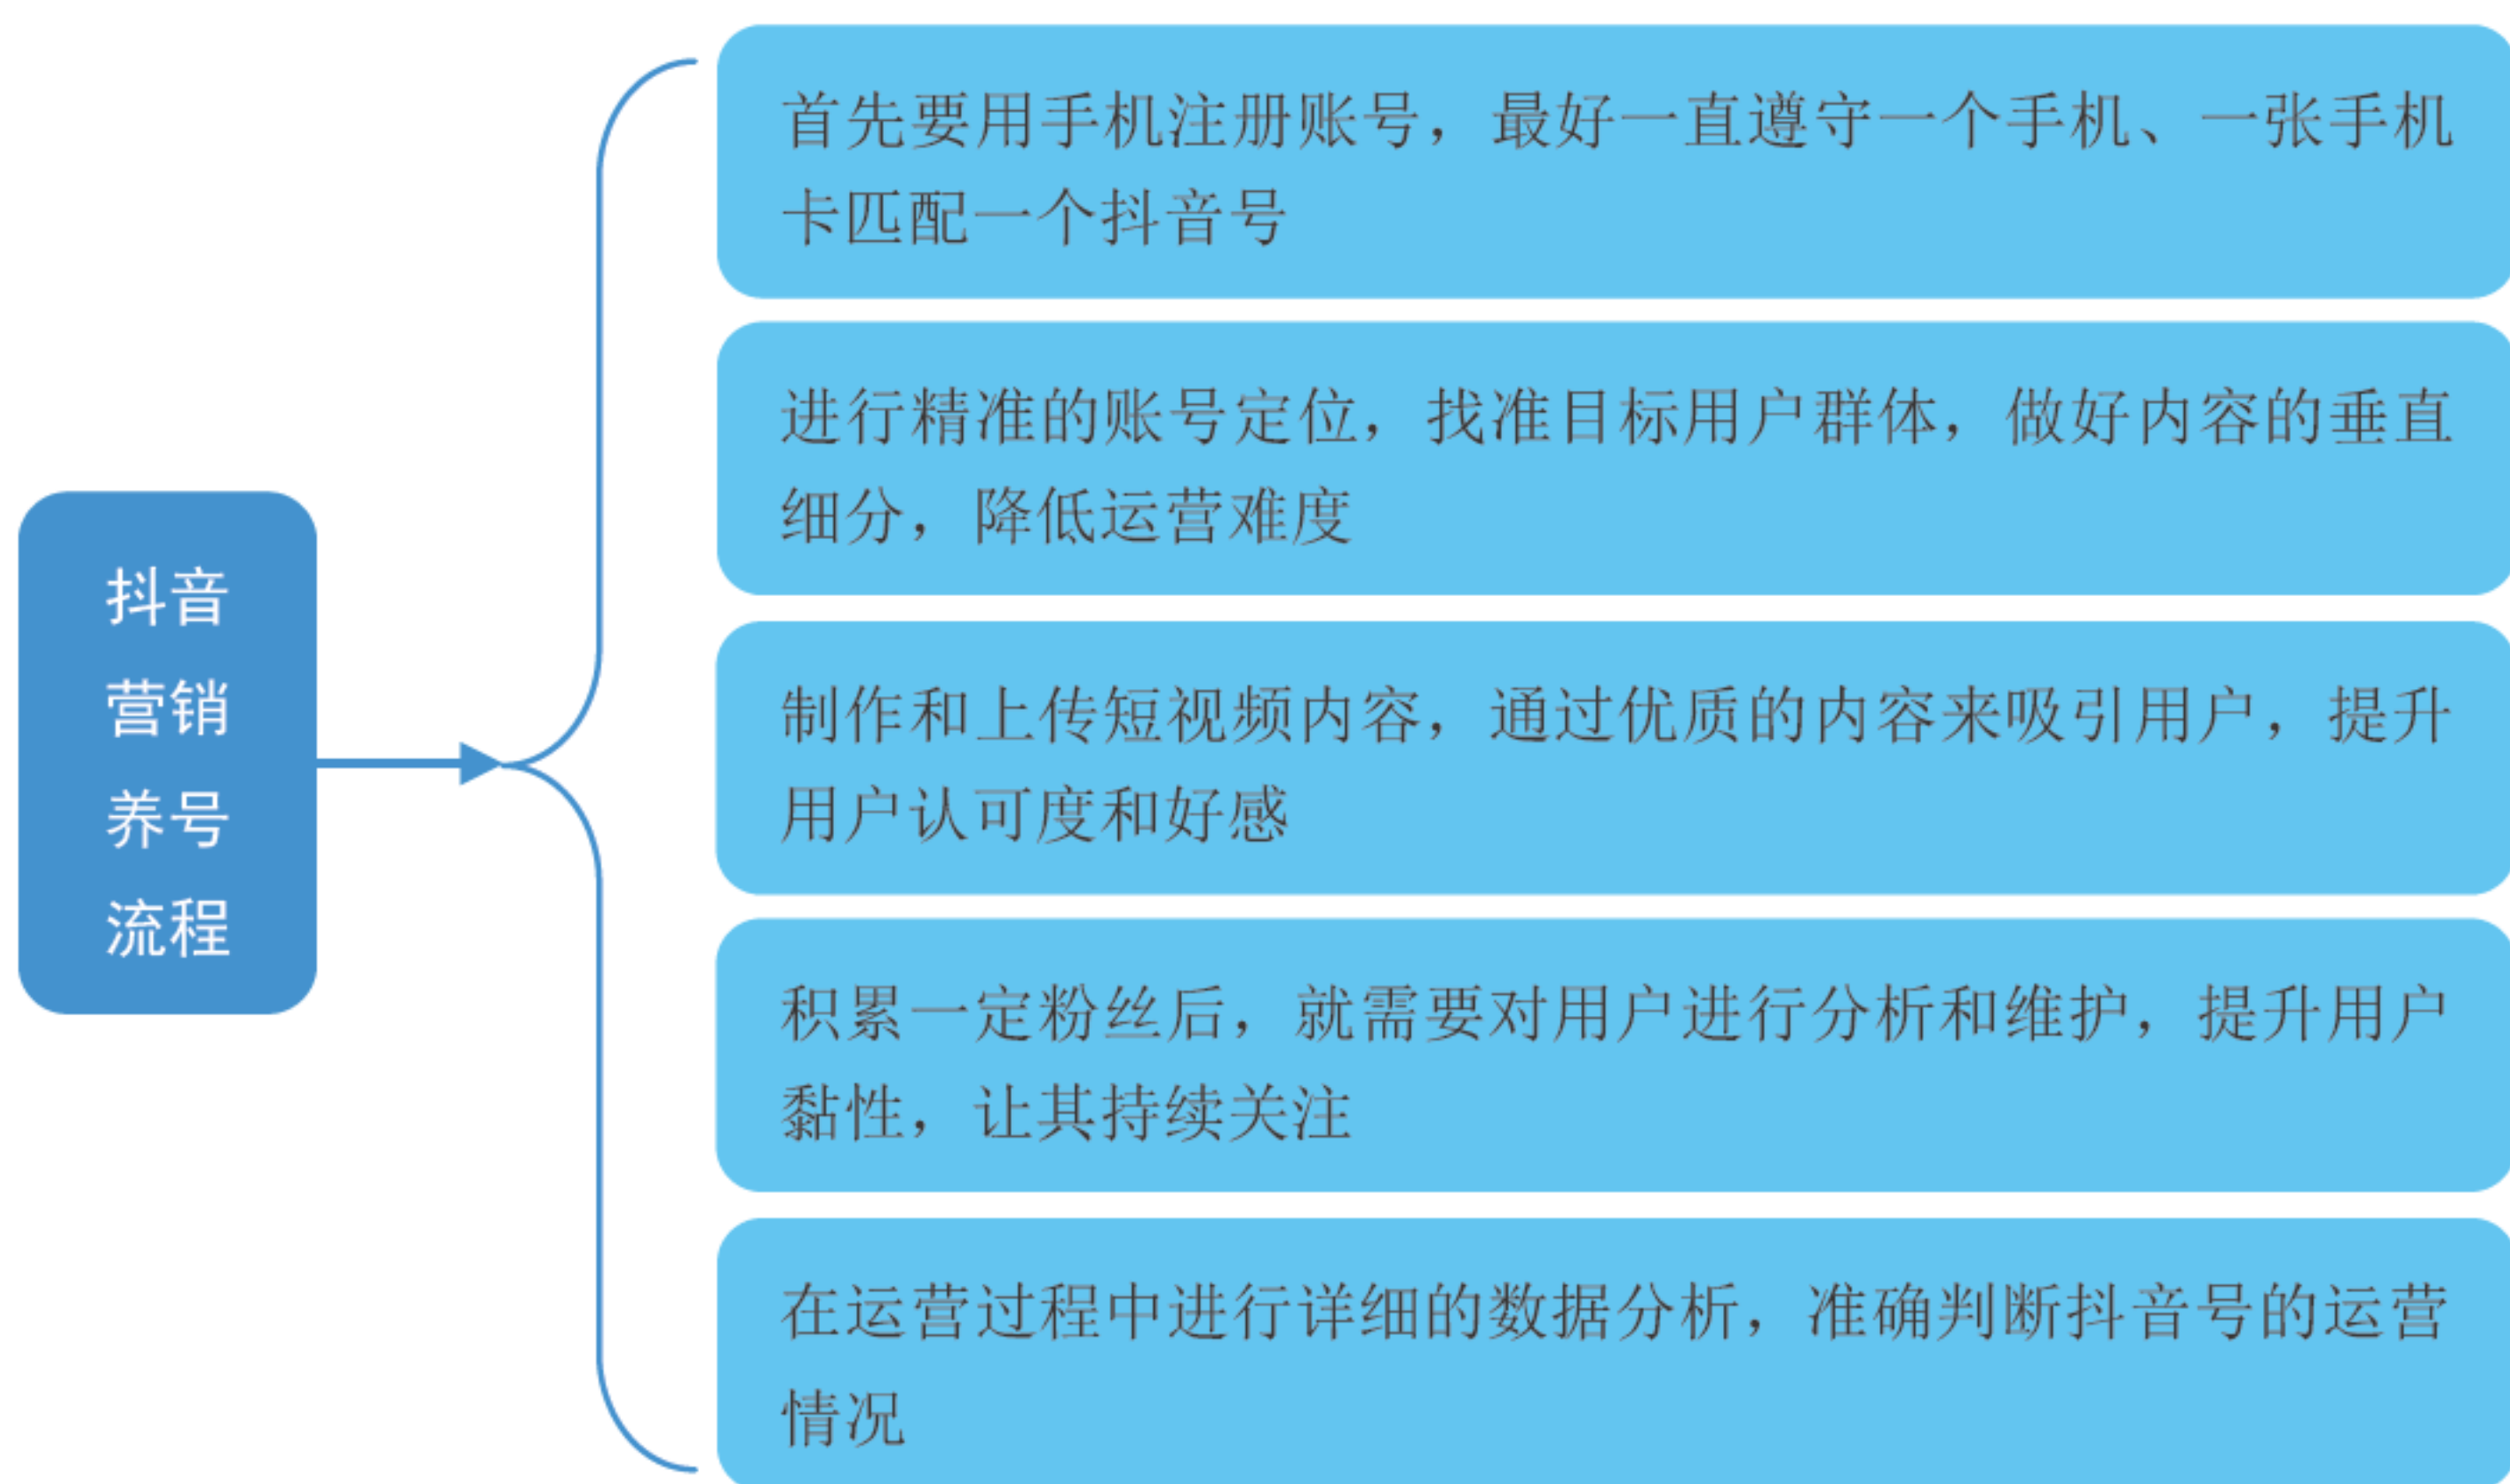 抖音
营销
养号
流程
首先要用手机注册账号，最好一直遵守一个手机、一张手机
卡匹配一个抖音号
进行精准的账号定位，找准目标用户群体，做好内容的垂直
细分，降低运营难度
制作和上传短视频内容，通过优质的内容来吸引用户，提升
用户认可度和好感
积累一定粉丝后，就需要对用户进行分析和维护，提升用户
黏性，让其持续关注
在运营过程中进行详细的数据分析，准确判断抖音号的运营
情况